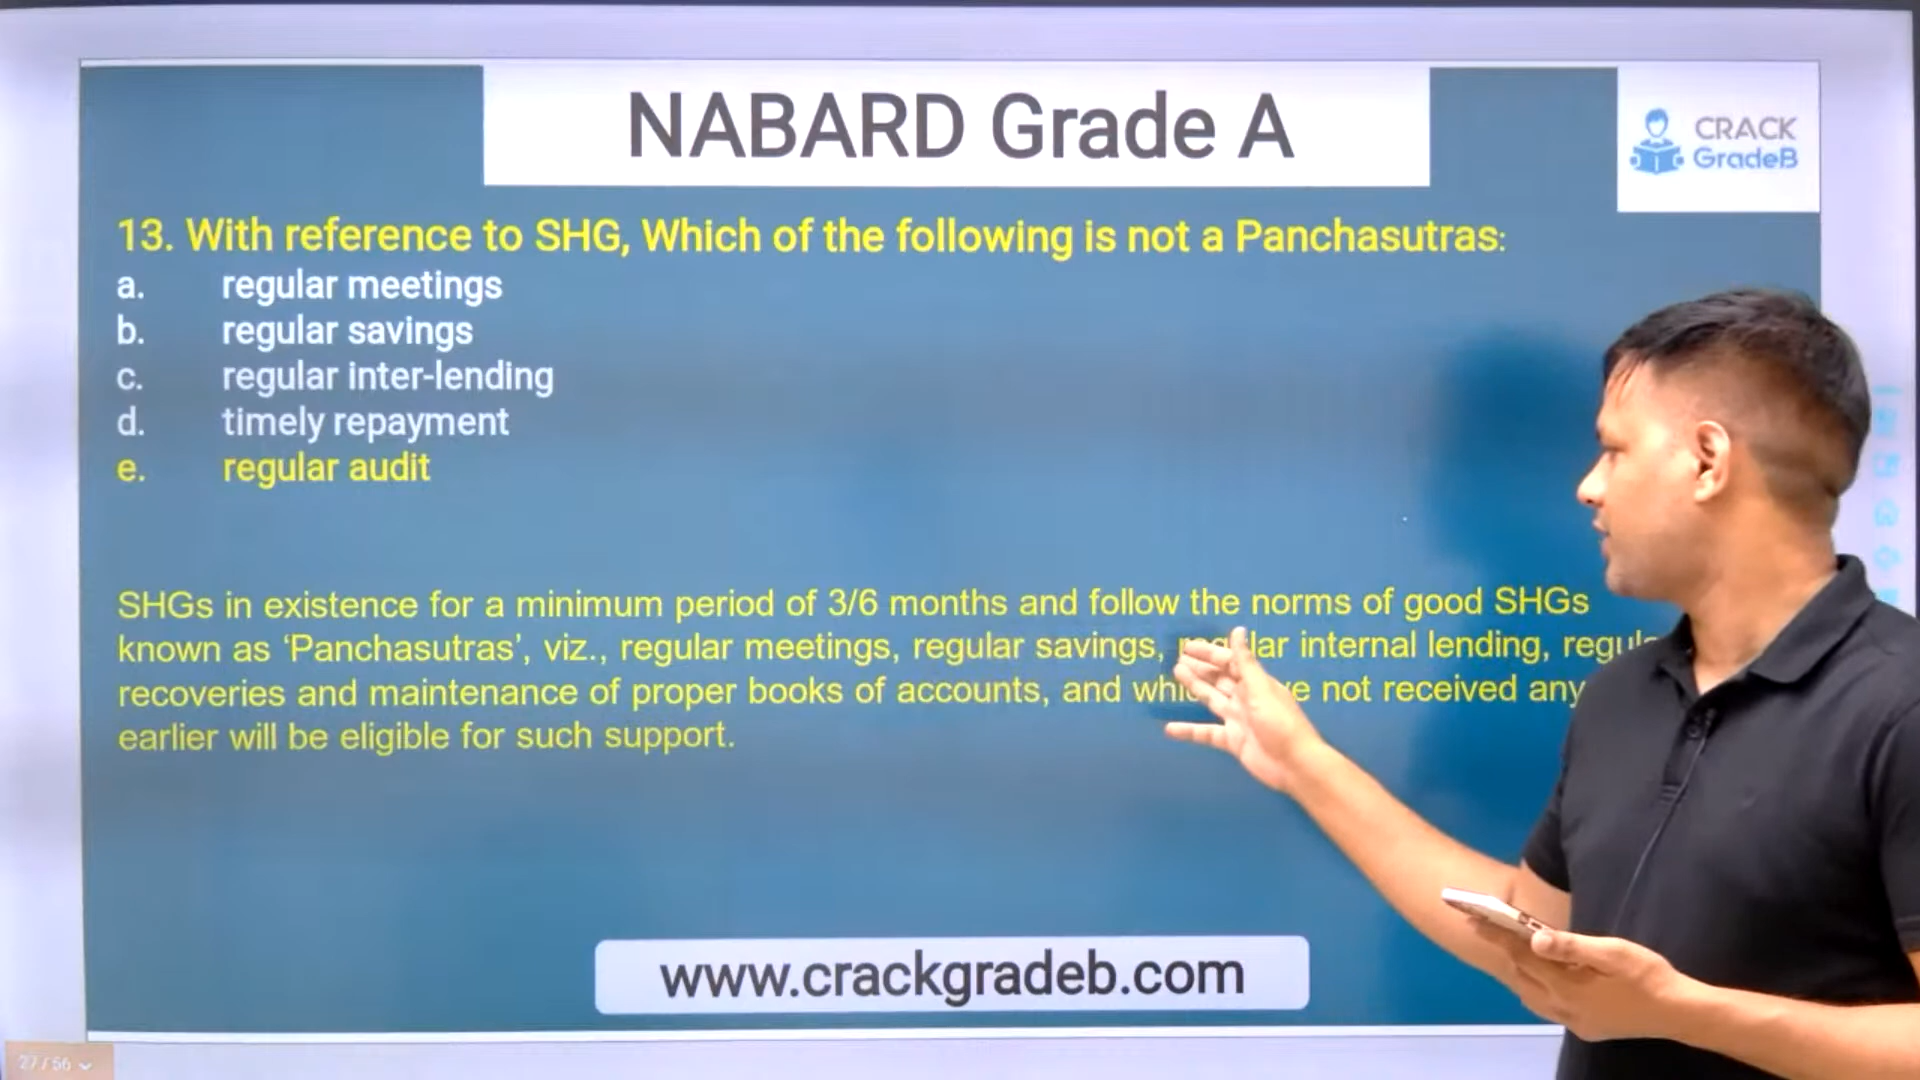 NABARD Grade A
CRACK
GradeB
13. With reference to SHG, Which of the following is not a Panchasutras:
a. regular meetings
b. regular savings
c. regular inter-lending
d. timely repayment
e. regular audit
SHGs in existence for a minimum period of 3/6 months and follow the norms of good SHGs
known as ‘Panchasutras’, viz., regular meetings, regular savings, internal lending,
recoveries and maintenance of proper books of accounts, and not received any
earlier will be eligible for such support.
www.crackgradeb.com
27 / 56